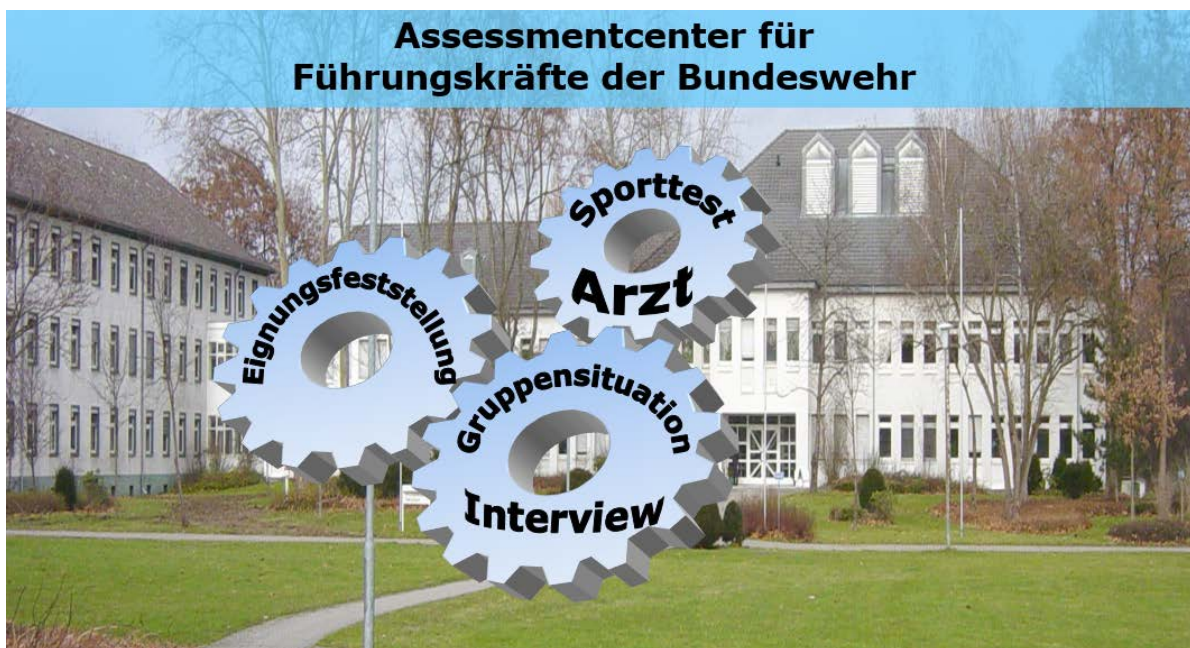 Assessmentcenter für
Führungskräfte der Bundeswehr
Sporttest
Arzt
Eignungsfeststellung
Gruppensituation
Interview